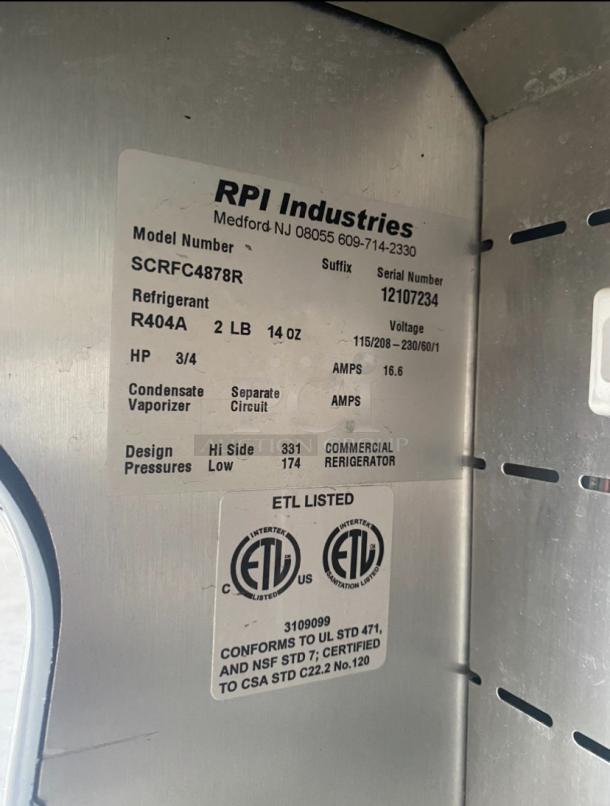 RPI Industries
Medford NJ 08055 609-714-2330
Model Number Suffix Serial Number
SCRFC4878R 12107234
Refrigerant Voltage
R404A 2 LB 14 OZ 115/208-230/60/1
HP 3/4 AMPS 16.6
Condensate Vaporizer Separate Circuit AMPS
Design Pressures Hi Side 331 COMMERCIAL
Low 174 RERIGERATOR
AUCTION GROUP
ETL LISTED
INTERTEK INTERTEK
C ETL US ETL
LISTED SANITATION LISTED
3109099
CONFORMS TO UL STD 471,
AND NSF STD 7; CERTIFIED
TO CSA STD C22.2 No.120